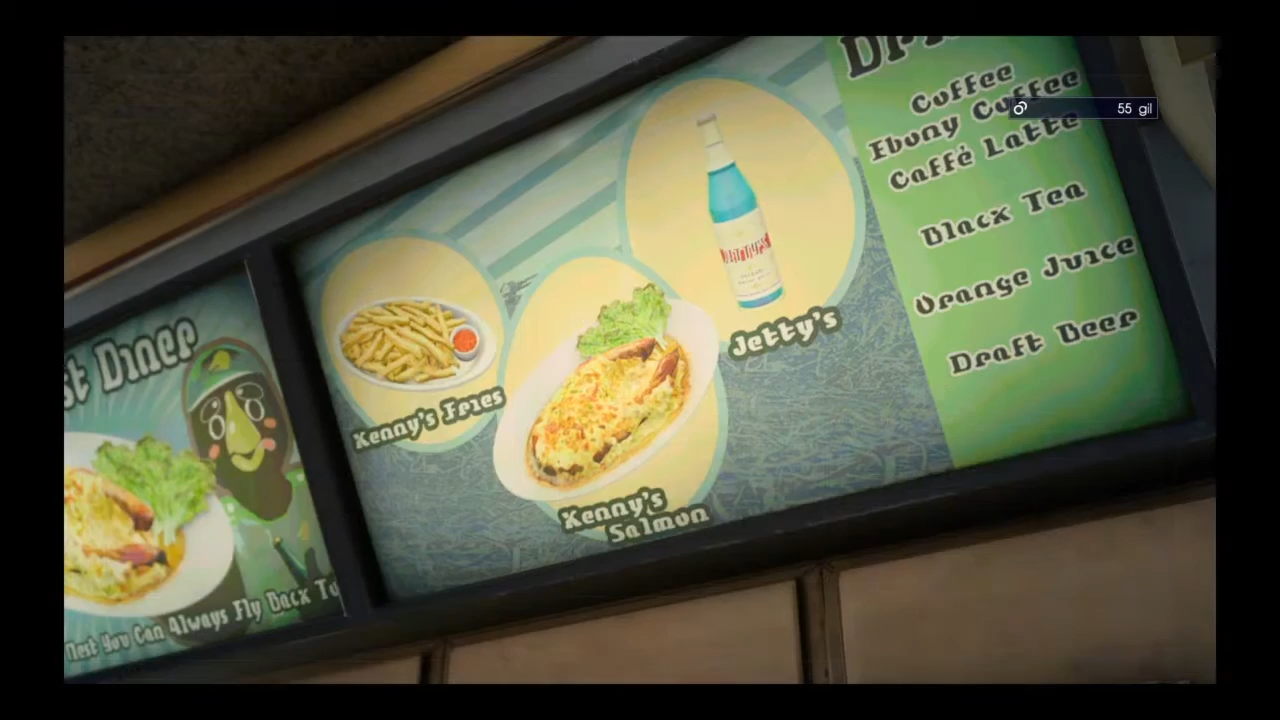 st Diner
Nest You Can Always Fly Back To
Kenny's Fries
Kenny's
Salmon
Jetty's
JETTY'S
Coffee
Ebony Coffee
Caffè Latte
Black Tea
Orange Juice
Draft Beer
55 gil